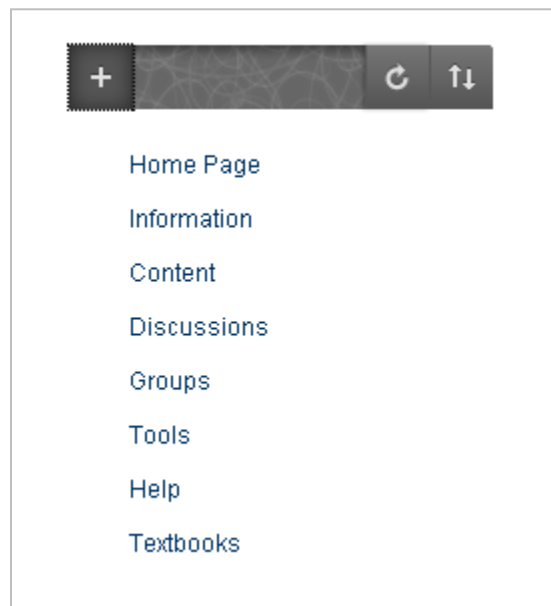 Home Page
Information
Content
Discussions
Groups
Tools
Help
Textbooks